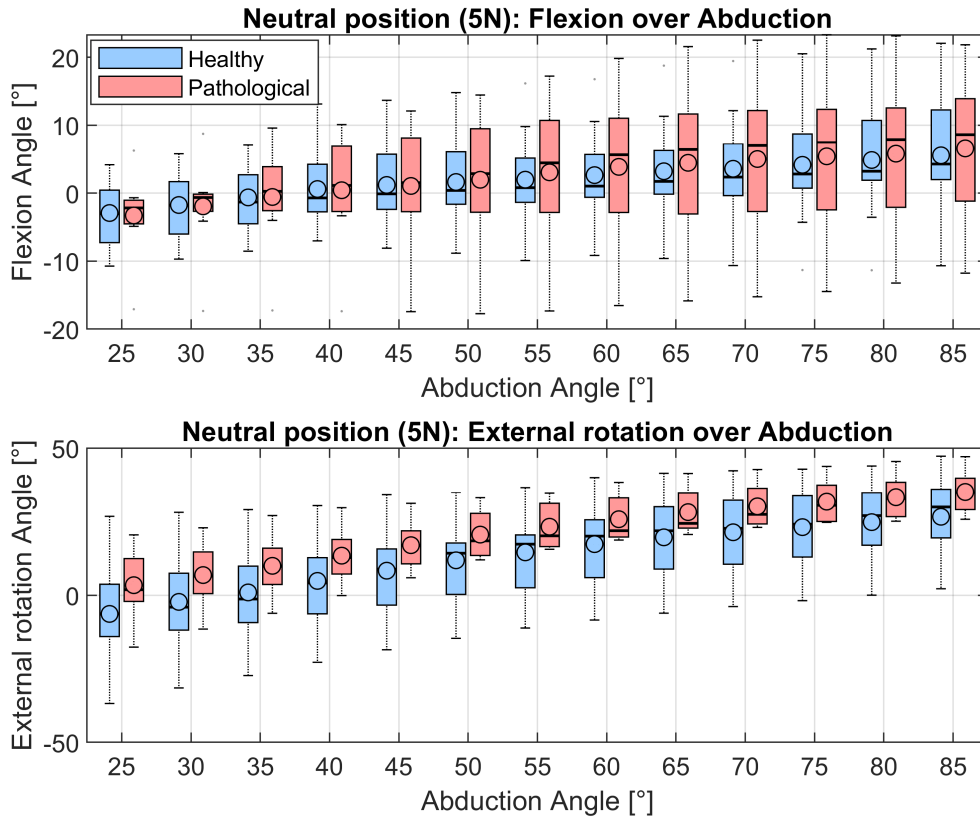 Neutral position (5N): Flexion over Abduction
Healthy
Pathological
Flexion Angle [°]
20
10
0
-10
-20
25 30 35 40 45 50 55 60 65 70 75 80 85
Abduction Angle [°]
Neutral position (5N): External rotation over Abduction
External rotation Angle [°]
50
0
-50
25 30 35 40 45 50 55 60 65 70 75 80 85
Abduction Angle [°]